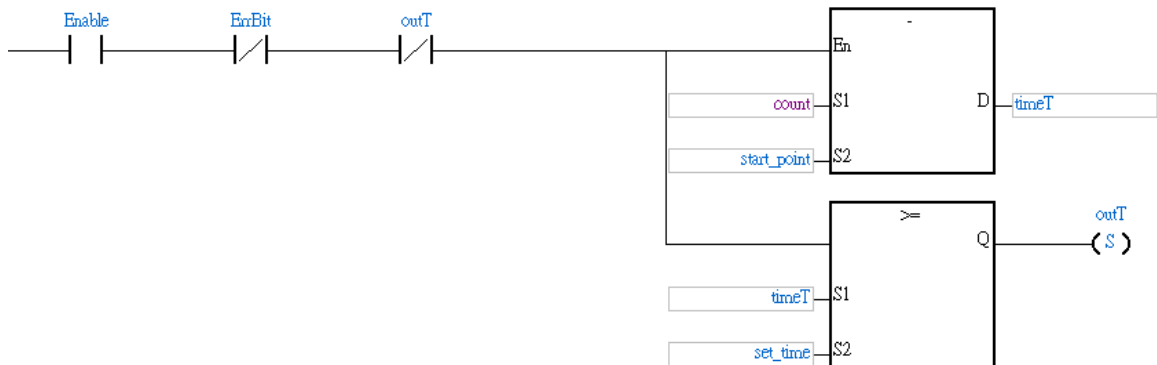 Enable ErrBit outT
-
En
count S1 D timeT
start_point S2
>= outT
Q ( S )
timeT S1
set_time S2